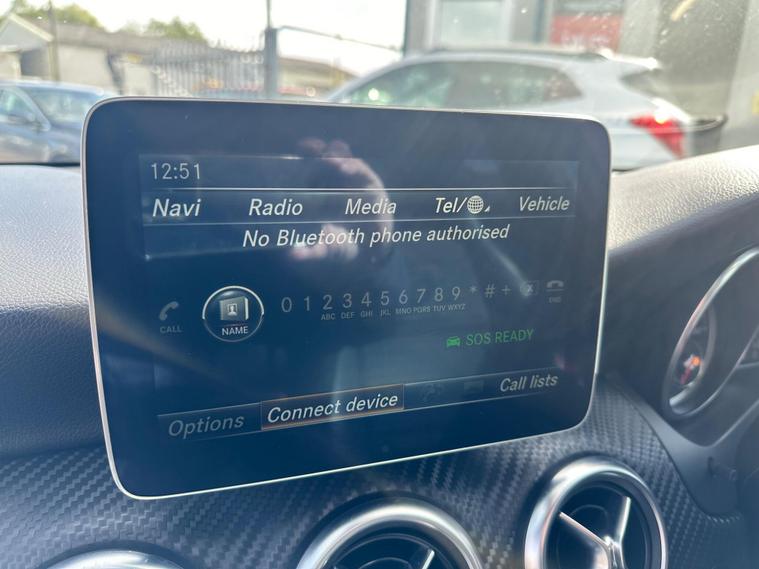 12:51
Navi Radio Media Tel/ Vehicle
No Bluetooth phone authorised
CALL NAME 0 1 2 3 4 5 6 7 8 9 * # + END
ABC DEF GHI JKL MNO PQRS TUV WXYZ
SOS READY
Options Connect device Call lists